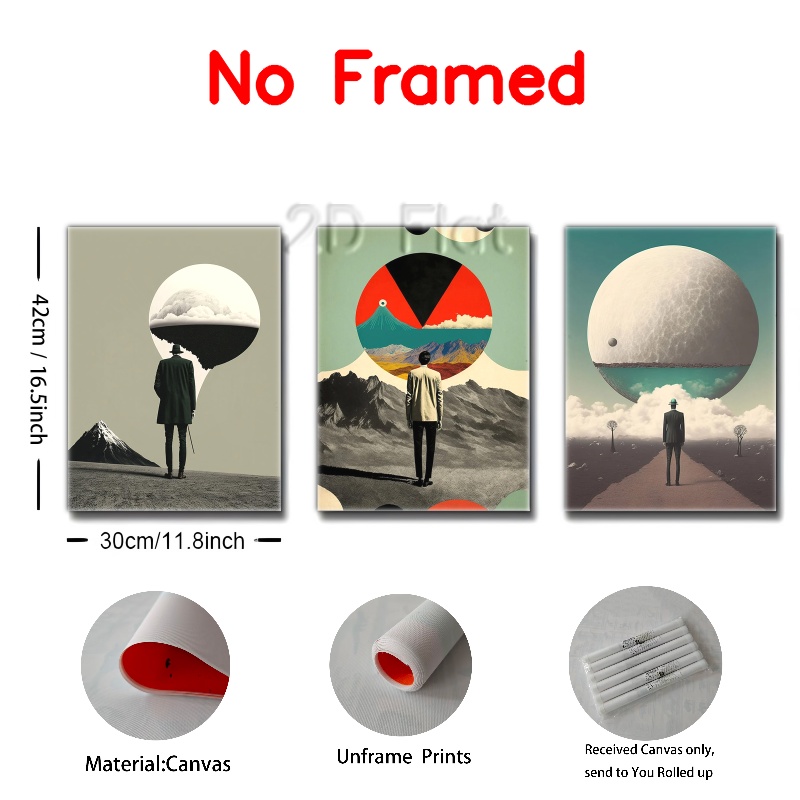 No Framed
2D Flat
42cm / 16.5inch
30cm/11.8inch
Material:Canvas
Unframe Prints
Received Canvas only,
send to You Rolled up